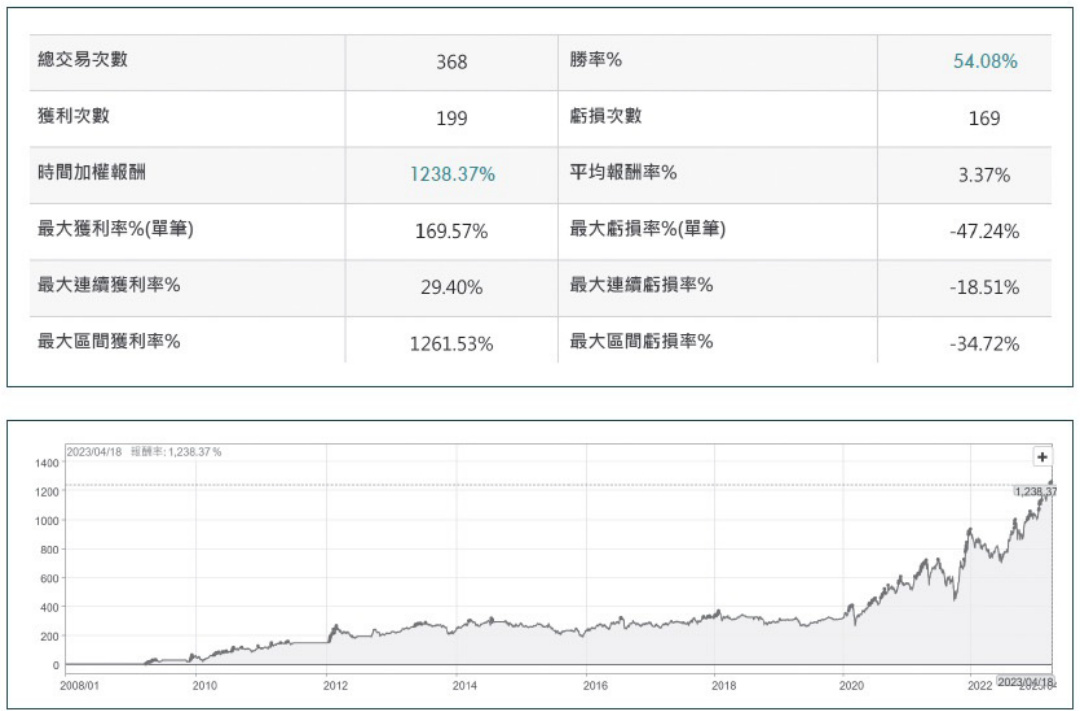 總交易次數 368 勝率% 54.08%
獲利次數 199 虧損次數 169
時間加權報酬 1238.37% 平均報酬率% 3.37%
最大獲利率%(單筆) 169.57% 最大虧損率%(單筆) -47.24%
最大連續獲利率% 29.40% 最大連續虧損率% -18.51%
最大區間獲利率% 1261.53% 最大區間虧損率% -34.72%
2023/04/18 報酬率: 1,238.37 %
+
1400
1200
1,238.37
1000
800
600
400
200
0
2008/01 2010 2012 2014 2016 2018 2020 2022 2023/04/18